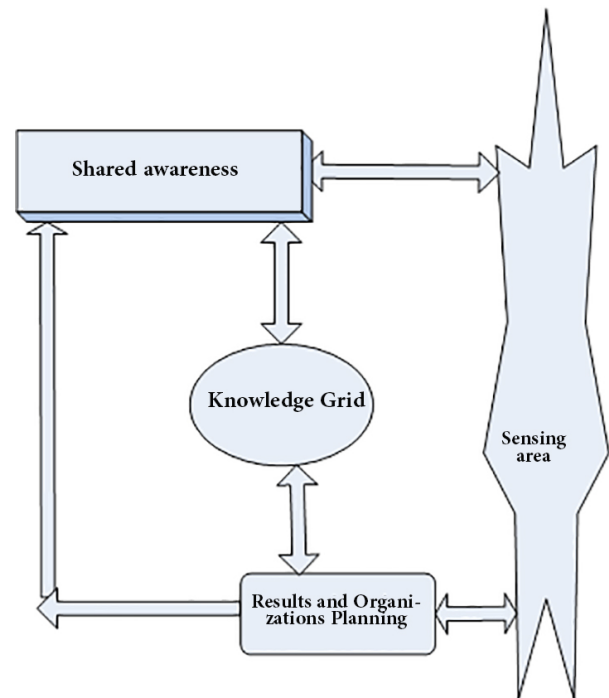 Shared awareness
Knowledge Grid
Sensing
area
Results and Organi-
zations Planning